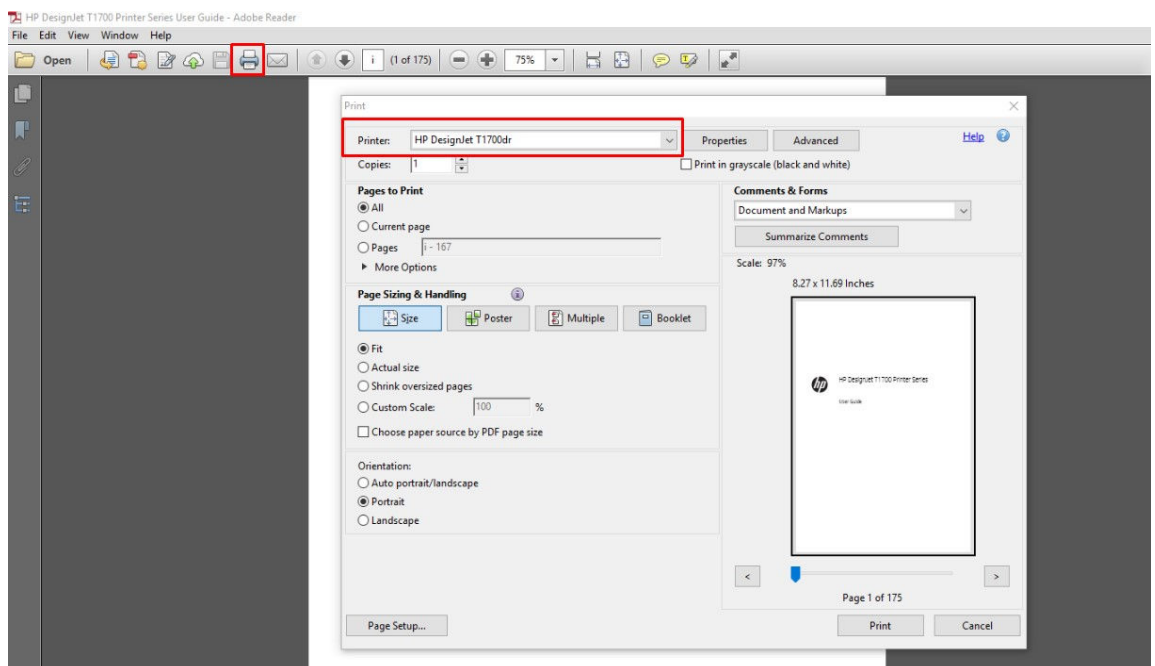 HP DesignJet T1700 Printer Series User Guide - Adobe Reader
File Edit View Window Help
Open i (1 of 175) 75%
Print
Printer: HP DesignJet T1700dr Properties Advanced Help
Copies: 1 Print in grayscale (black and white)
Pages to Print
All
Current page
Pages i - 167
More Options
Comments & Forms
Document and Markups
Summarize Comments
Page Sizing & Handling
Size Poster Multiple Booklet
Fit
Actual size
Shrink oversized pages
Custom Scale: 100 %
Choose paper source by PDF page size
Orientation:
Auto portrait/landscape
Portrait
Landscape
Scale: 97%
8.27 x 11.69 Inches
hp
HP DesignJet T1700 Printer Series
User Guide
< >
Page 1 of 175
Page Setup... Print Cancel